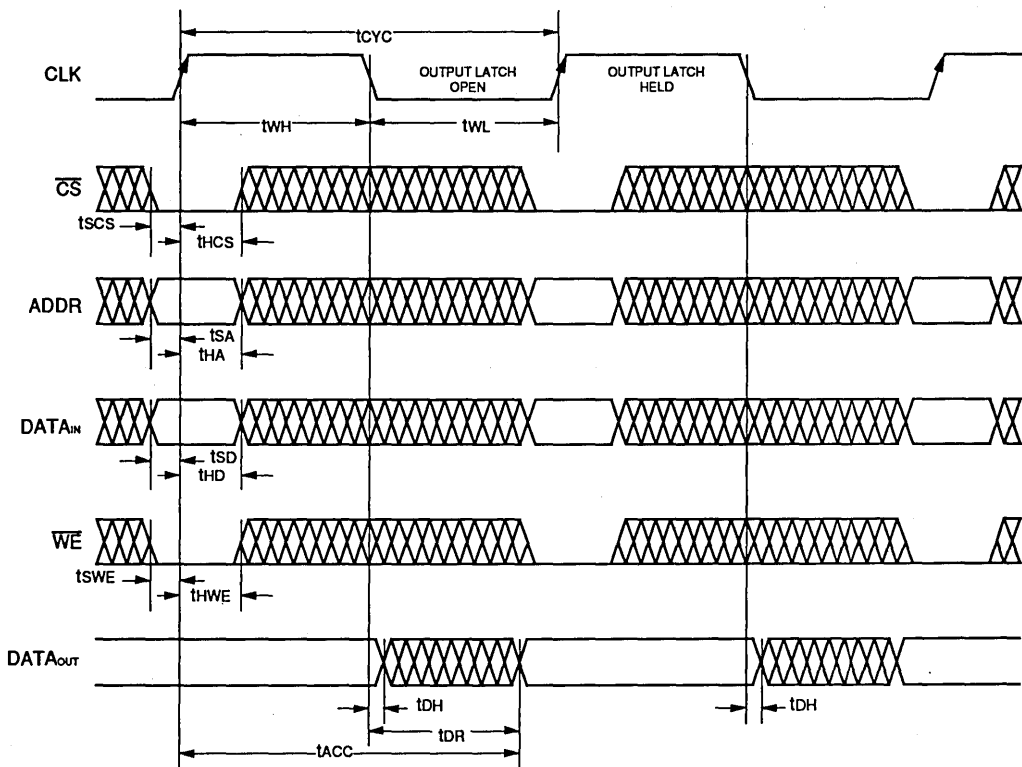 tCYC
CLK
OUTPUT LATCH
OPEN
OUTPUT LATCH
HELD
tWH
tWL
CS
tSCS
tHCS
ADDR
tSA
tHA
DATAIN
tSD
tHD
WE
tSWE
tHWE
DATAOUT
tDH
tDH
tDR
tACC